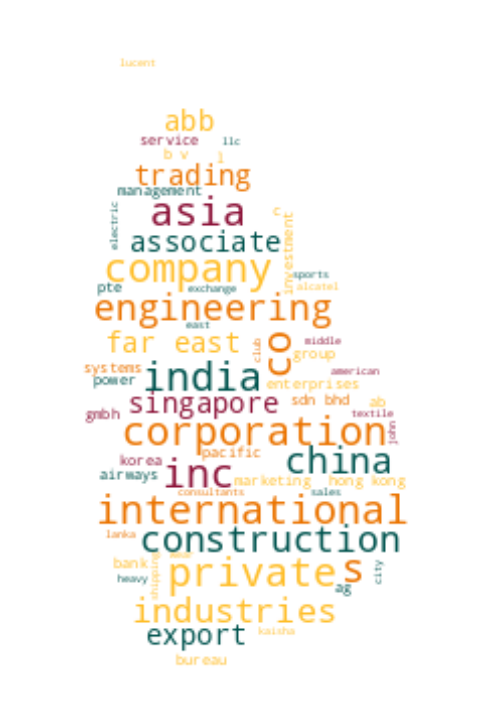 lucent
abb
service
llc
b v
l
trading
management
electric
asia
c
investment
associate
company
sports
pte
exchange
alcatel
engineering
east
far east
co
club
middle
group
systems
power
india
american
enterprises
singapore
sdn bhd
ab
gmbh
textile
corporation
john
pacific
korea
china
airways
inc
marketing
hong kong
consultants
sales
international
lanka
construction
bank
shipping
private
s
city
heavy
ag
industries
export
kaisha
bureau